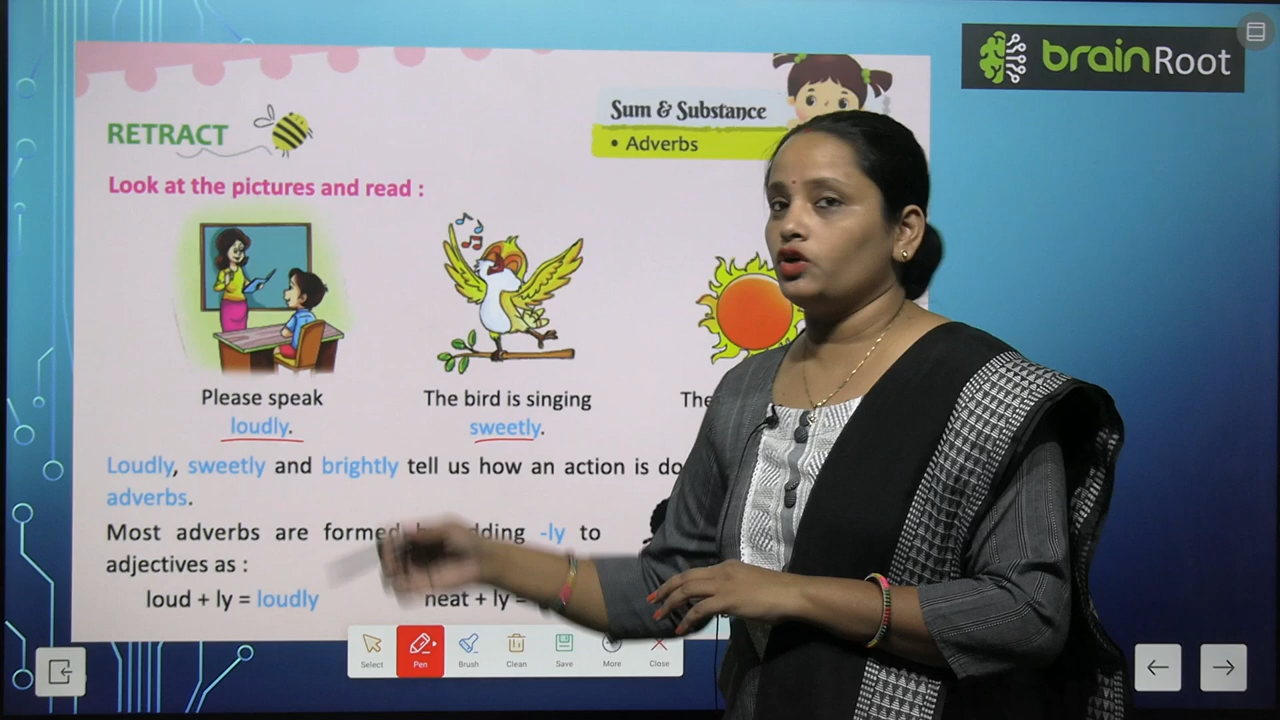 brainRoot
Sum & Substance
• Adverbs
RETRACT
Look at the pictures and read :
Please speak
loudly.
The bird is singing
sweetly.
The
Loudly, sweetly and brightly tell us how an action is do
adverbs.
Most adverbs are formed adding -ly to
adjectives as :
loud + ly = loudly
neat + ly =
Select
Pen
Brush
Clean
Save
More
Close